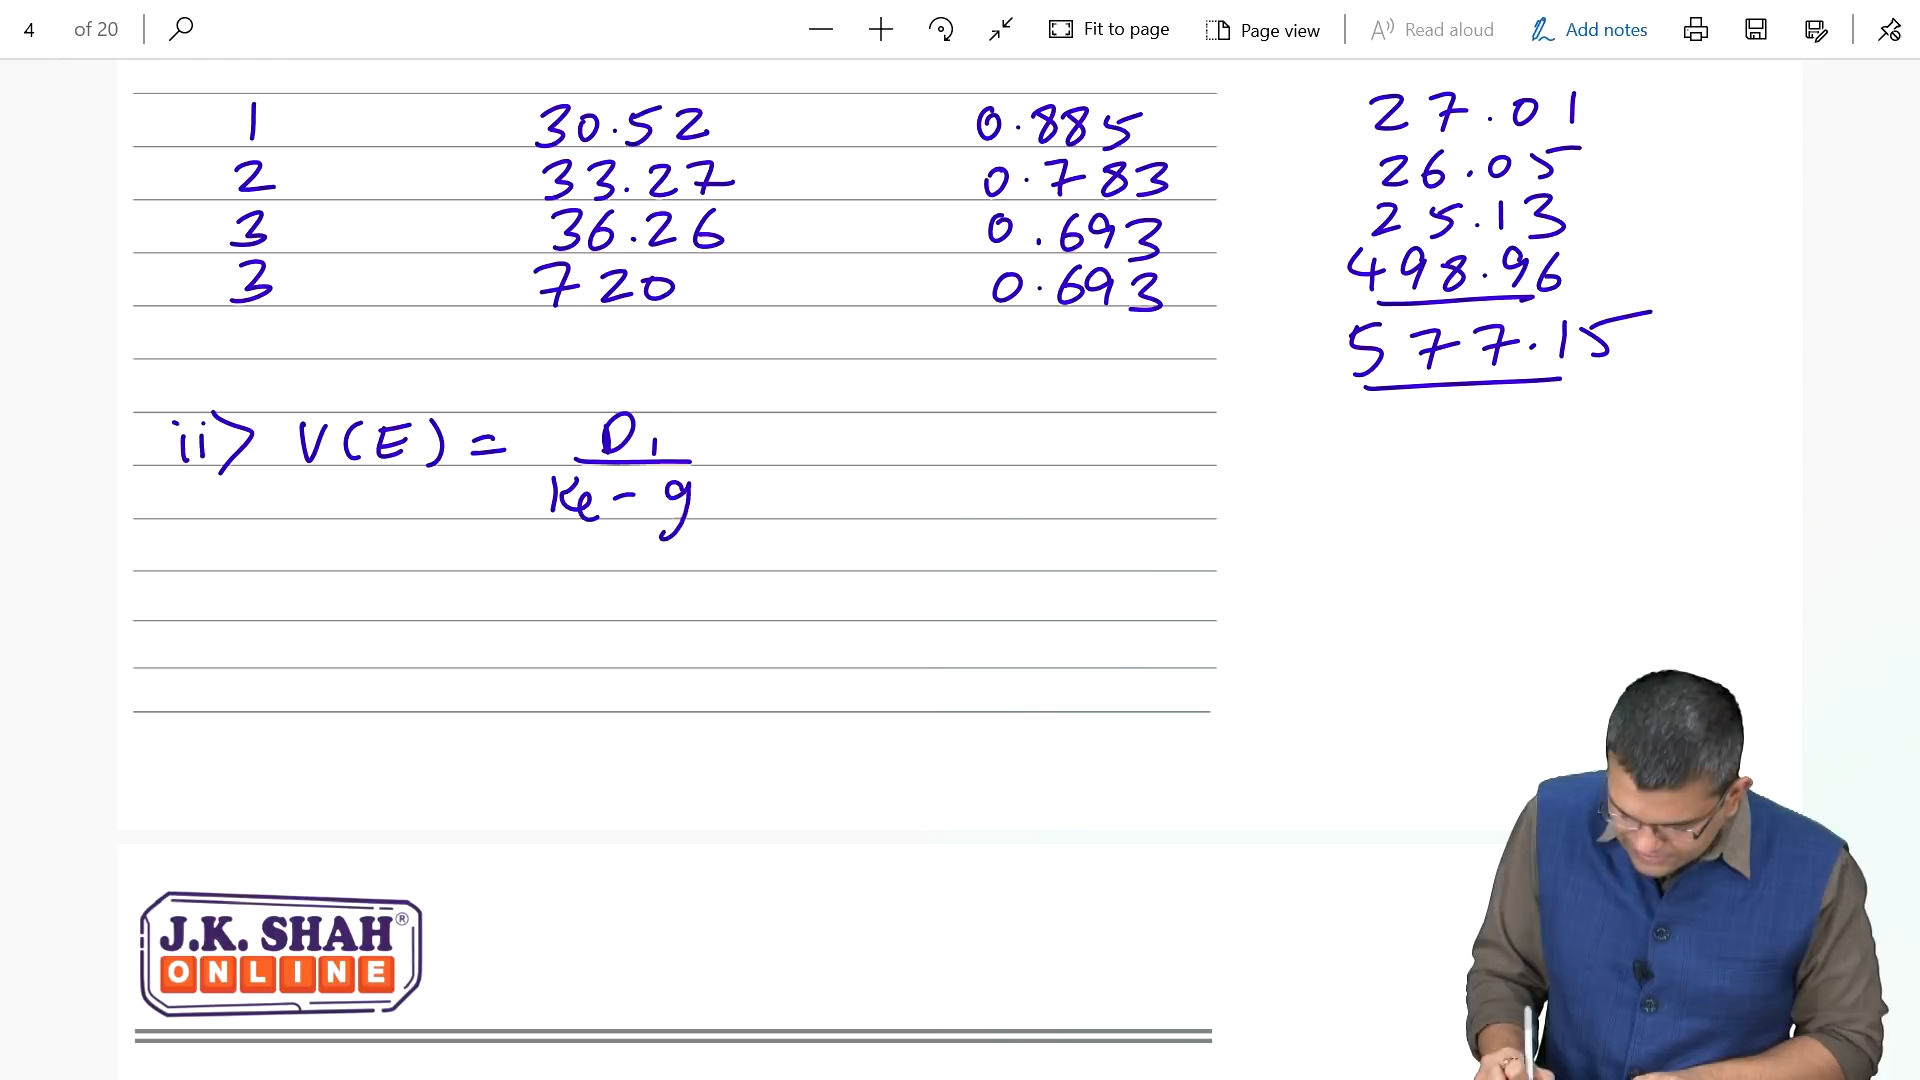 4 of 20 Fit to page Page view Read aloud Add notes
1 30.52 0.885 27.01
2 33.27 0.783 26.05
3 36.26 0.693 25.13
3 720 0.693 498.96
577.15
ii> V(E) = D1
Ke - g
J.K. SHAH®
ONLINE